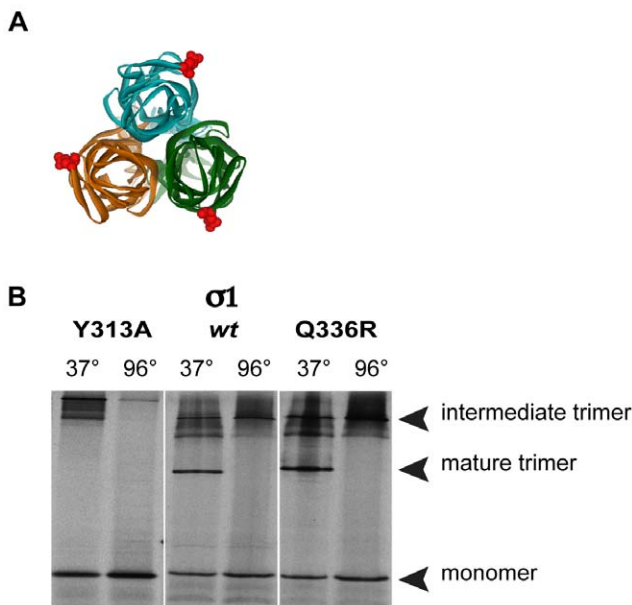 A
B
σ1
Y313A wt Q336R
37° 96° 37° 96° 37° 96°
intermediate trimer
mature trimer
monomer